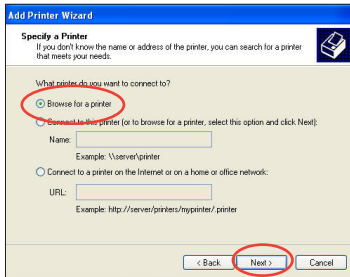 Add Printer Wizard
Specify a Printer
If you don't know the name or address of the printer, you can search for a printer
that meets your needs.
What printer do you want to connect to?
Browse for a printer
Connect to this printer (or to browse for a printer, select this option and click Next):
Name:
Example: \\server\printer
Connect to a printer on the Internet or on a home or office network:
URL:
Example: http://server/printers/myprinter/.printer
< Back
Next >
Cancel